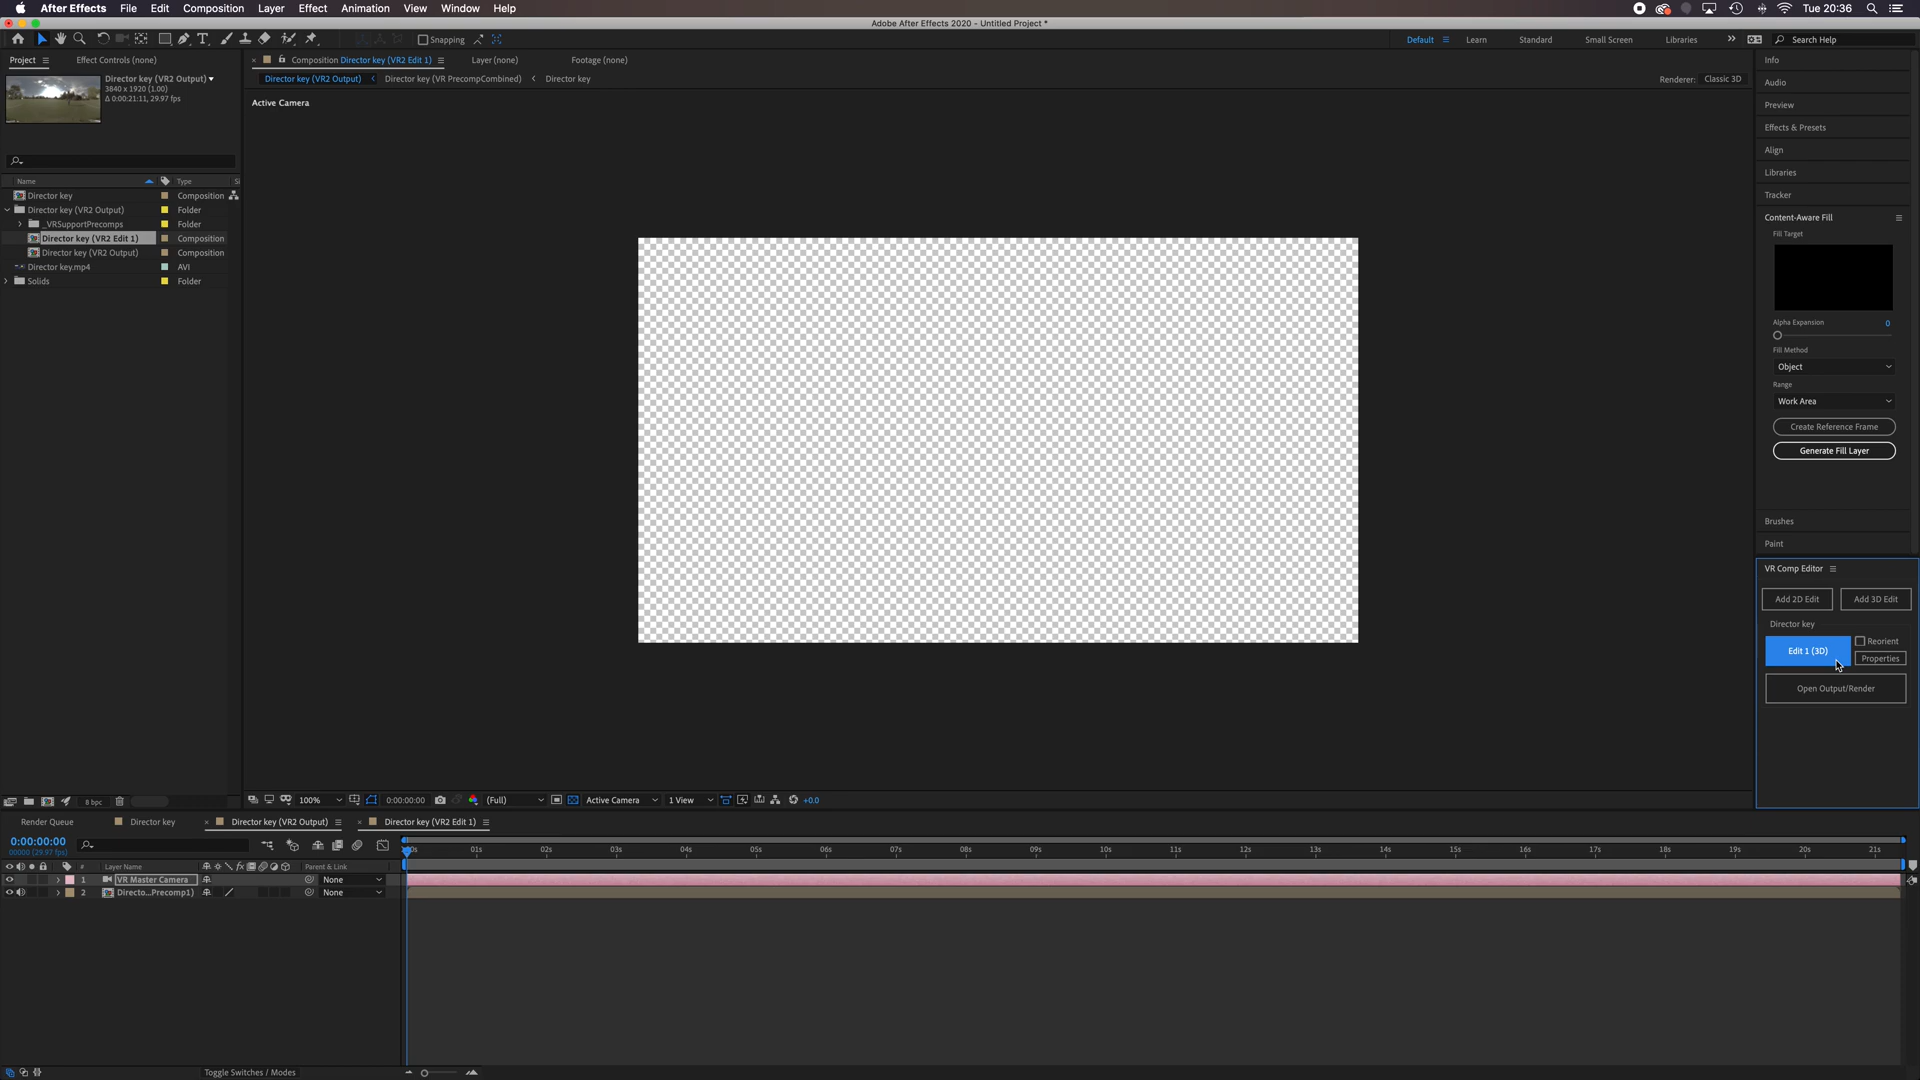 After Effects File Edit Composition Layer Effect Animation View Window Help Tue 20:36
Adobe After Effects 2020 - Untitled Project *
Snapping Default Learn Standard Small Screen Libraries Search Help
Project Effect Controls (none)
Director key (VR2 Output)
3840 x 1920 (1.00)
Δ 0:00:21:11, 29.97 fps
Name Type Si
Director key Composition
Director key (VR2 Output) Folder
_VRSupportPrecomps Folder
Director key (VR2 Edit 1) Composition
Director key (VR2 Output) Composition
Director key.mp4 AVI
Solids Folder
8 bpc
Composition Director key (VR2 Edit 1) Layer (none) Footage (none)
Director key (VR2 Output) Director key (VR PrecompCombined) Director key
Renderer: Classic 3D
Active Camera
100% 0:00:00:00 (Full) Active Camera 1 View +0.0
Info
Audio
Preview
Effects & Presets
Align
Libraries
Tracker
Content-Aware Fill
Fill Target
Alpha Expansion 0
Fill Method
Object
Range
Work Area
Create Reference Frame
Generate Fill Layer
Brushes
Paint
VR Comp Editor
Add 2D Edit Add 3D Edit
Director key
Edit 1 (3D) Reorient
Properties
Open Output/Render
Render Queue Director key Director key (VR2 Output) Director key (VR2 Edit 1)
0:00:00:00
00000 (29.97 fps)
# Layer Name Parent & Link
01s 02s 03s 04s 05s 06s 07s 08s 09s 10s 11s 12s 13s 14s 15s 16s 17s 18s 19s 20s 21s
1 VR Master Camera None
2 Directo...Precomp1) None
Toggle Switches / Modes